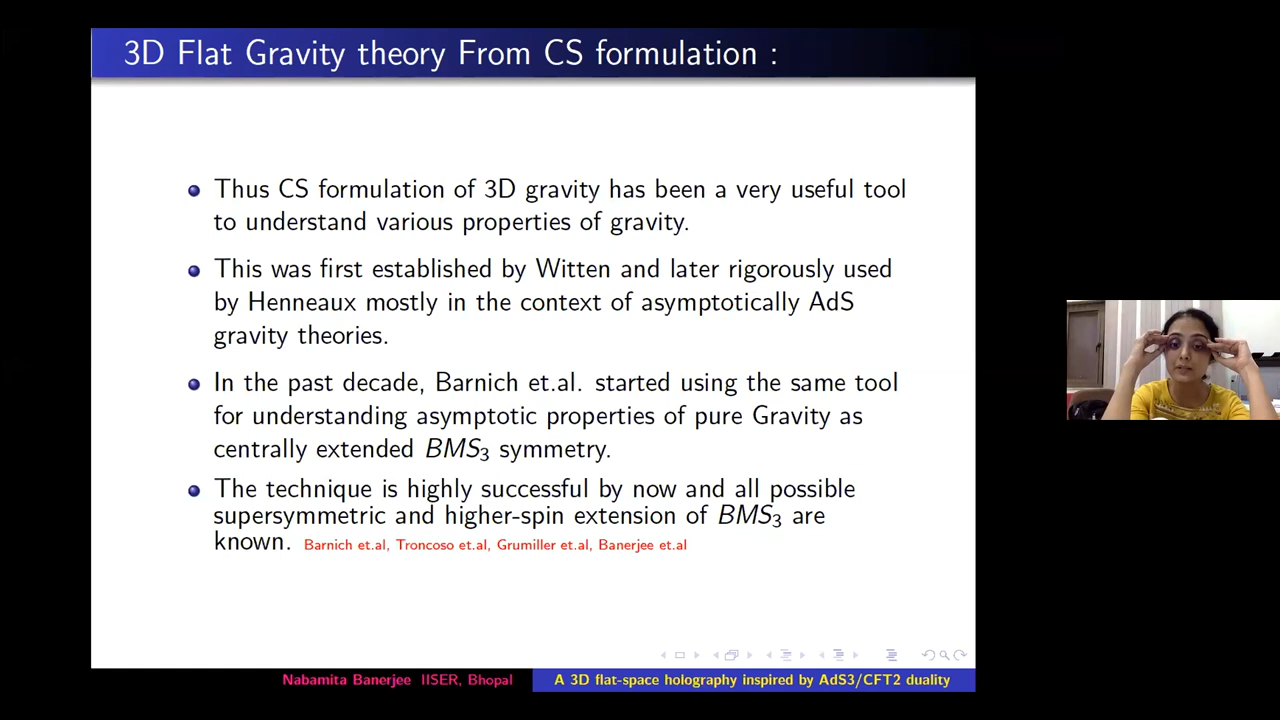 3D Flat Gravity theory From CS formulation :
Thus CS formulation of 3D gravity has been a very useful tool
to understand various properties of gravity.
This was first established by Witten and later rigorously used
by Henneaux mostly in the context of asymptotically AdS
gravity theories.
In the past decade, Barnich et.al. started using the same tool
for understanding asymptotic properties of pure Gravity as
centrally extended BMS₃ symmetry.
The technique is highly successful by now and all possible
supersymmetric and higher-spin extension of BMS₃ are
known. Barnich et.al, Troncoso et.al, Grumiller et.al, Banerjee et.al
Nabamita Banerjee IISER, Bhopal A 3D flat-space holography inspired by AdS3/CFT2 duality